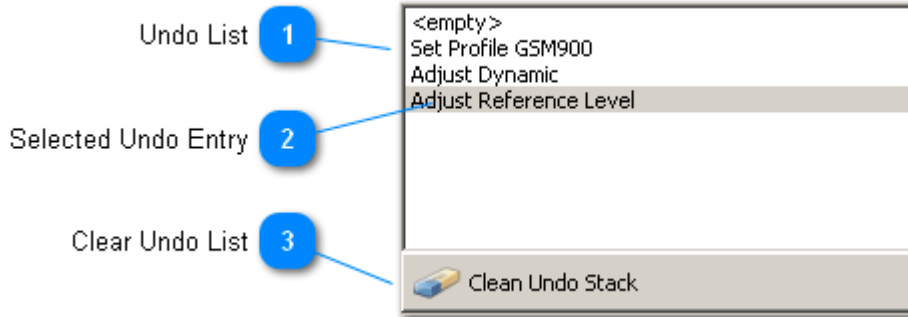 Undo List 1
<empty>
Set Profile GSM900
Adjust Dynamic
Adjust Reference Level
Selected Undo Entry 2
Clear Undo List 3
Clean Undo Stack